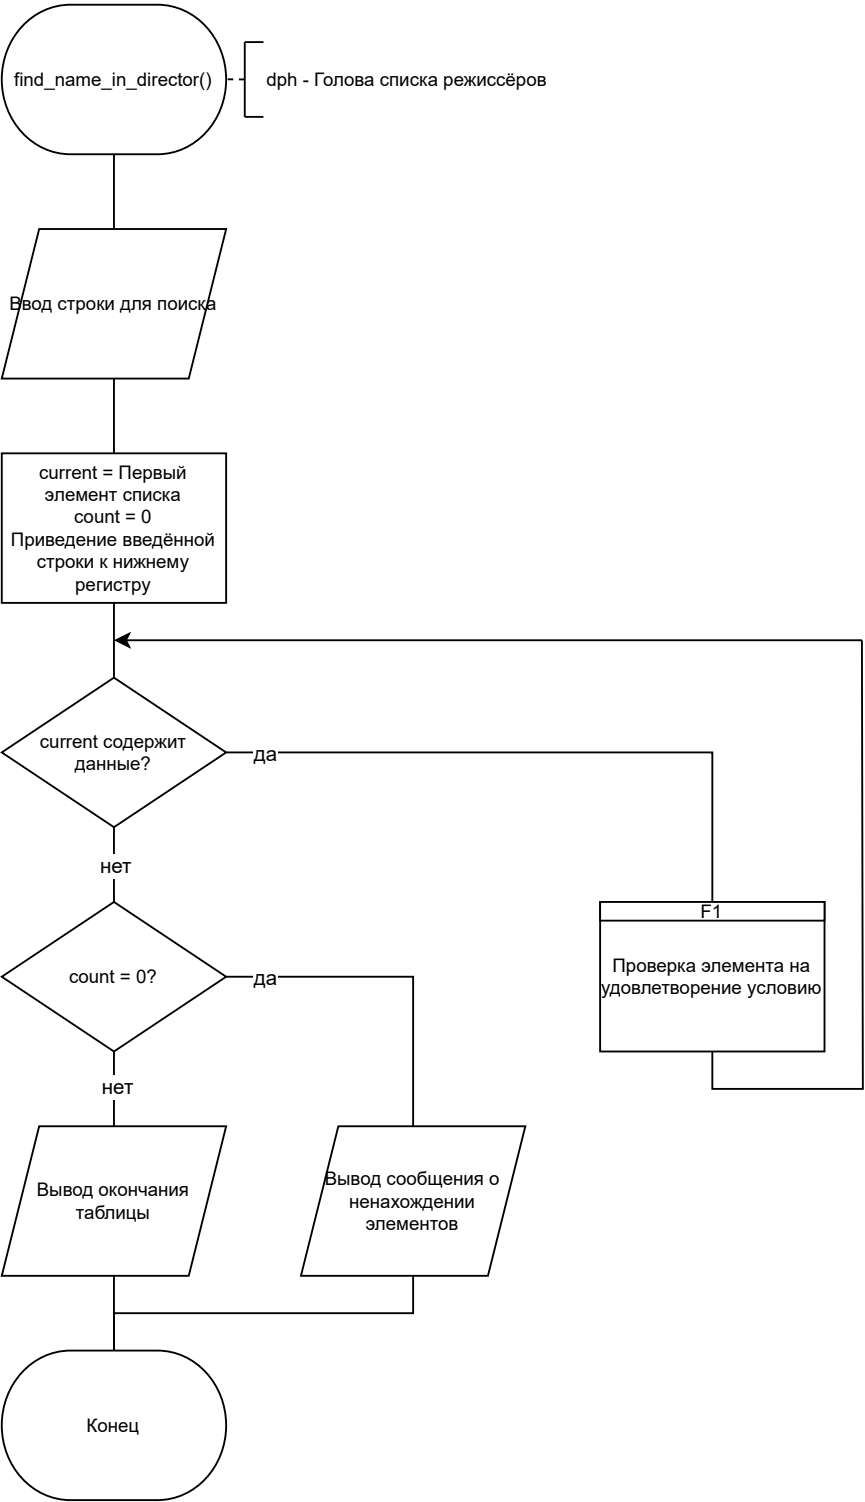 find_name_in_director()
dph - Голова списка режиссёров
Ввод строки для поиска
current = Первый
элемент списка
count = 0
Приведение введённой
строки к нижнему
регистру
current содержит
данные?
да
нет
F1
Проверка элемента на
удовлетворение условию
count = 0?
да
нет
Вывод окончания
таблицы
Вывод сообщения о
ненахождении
элементов
Конец